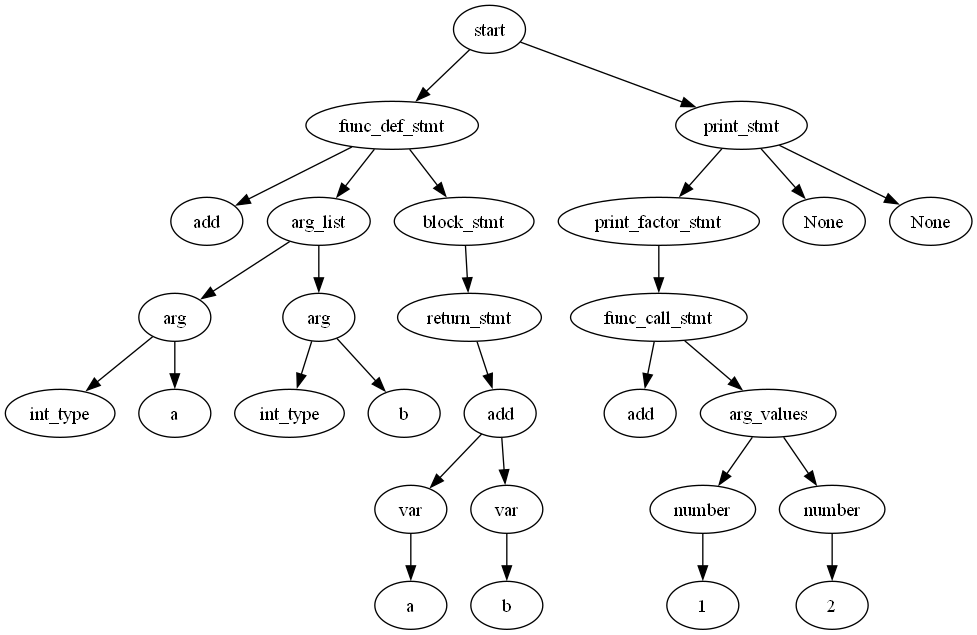 start
func_def_stmt
print_stmt
add
arg_list
block_stmt
print_factor_stmt
None
None
arg
arg
return_stmt
func_call_stmt
int_type
a
int_type
b
add
add
arg_values
var
var
number
number
a
b
1
2